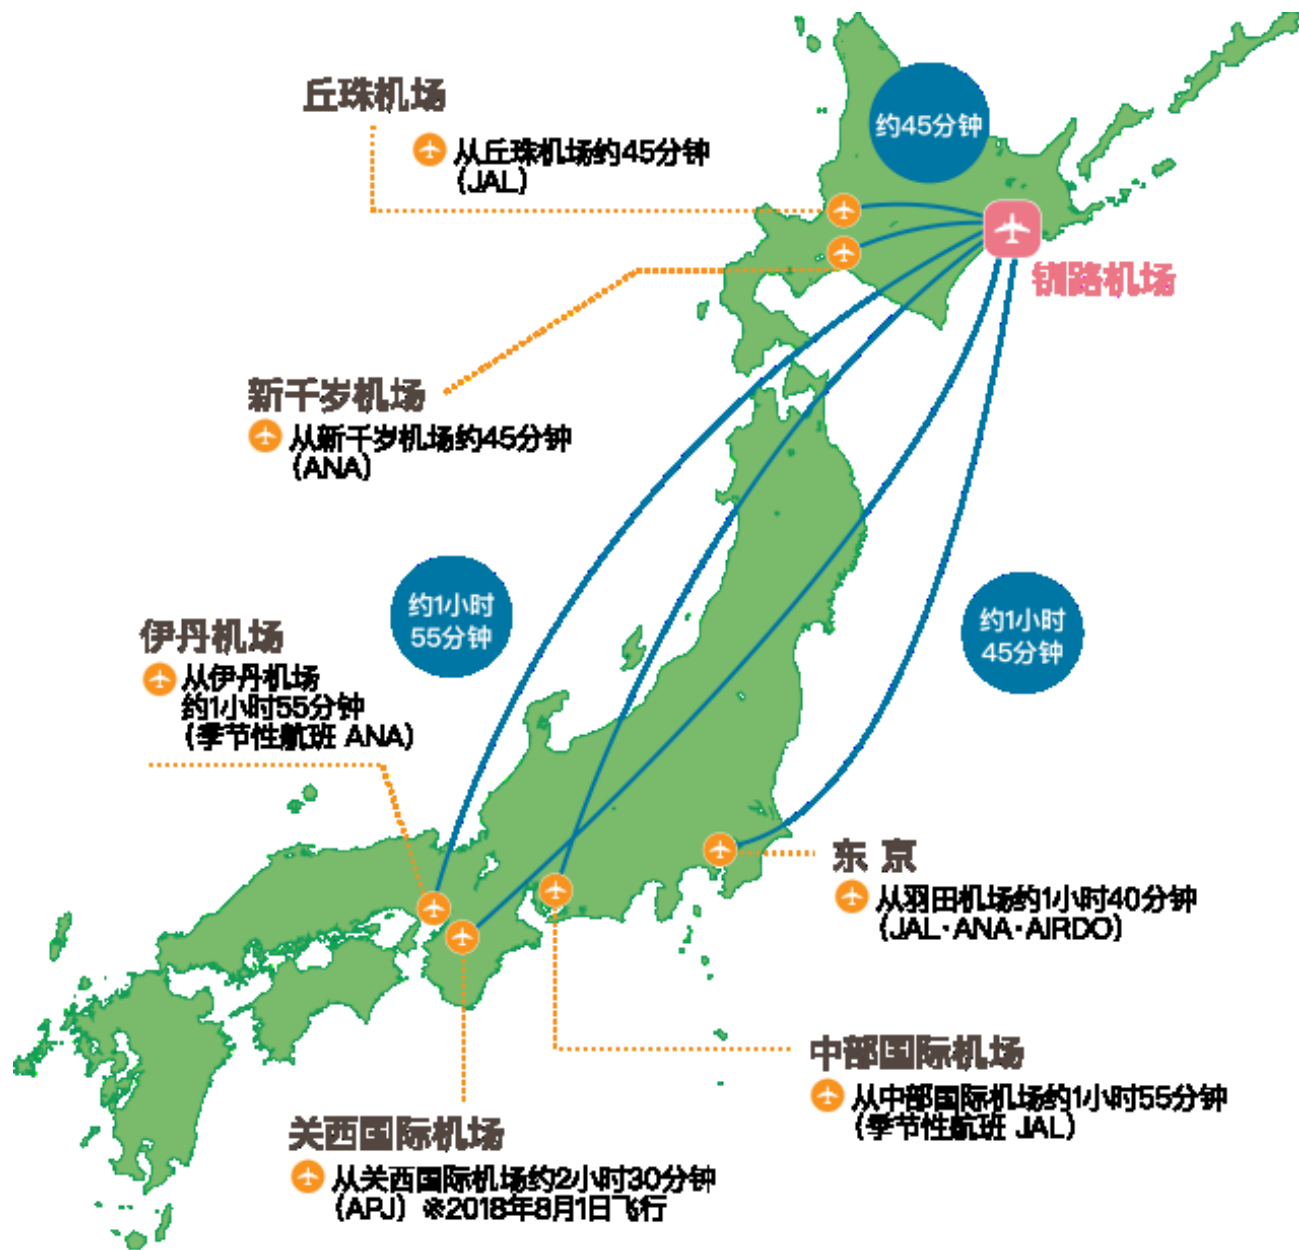 丘珠机场
从丘珠机场约45分钟
(JAL)
约45分钟
钏路机场
新千岁机场
从新千岁机场约45分钟
(ANA)
约1小时
55分钟
约1小时
45分钟
伊丹机场
从伊丹机场
约1小时55分钟
(季节性航班 ANA)
东 京
从羽田机场约1小时40分钟
(JAL·ANA·AIRDO)
中部国际机场
从中部国际机场约1小时55分钟
(季节性航班 JAL)
关西国际机场
从关西国际机场约2小时30分钟
(APJ) ※2018年8月1日飞行